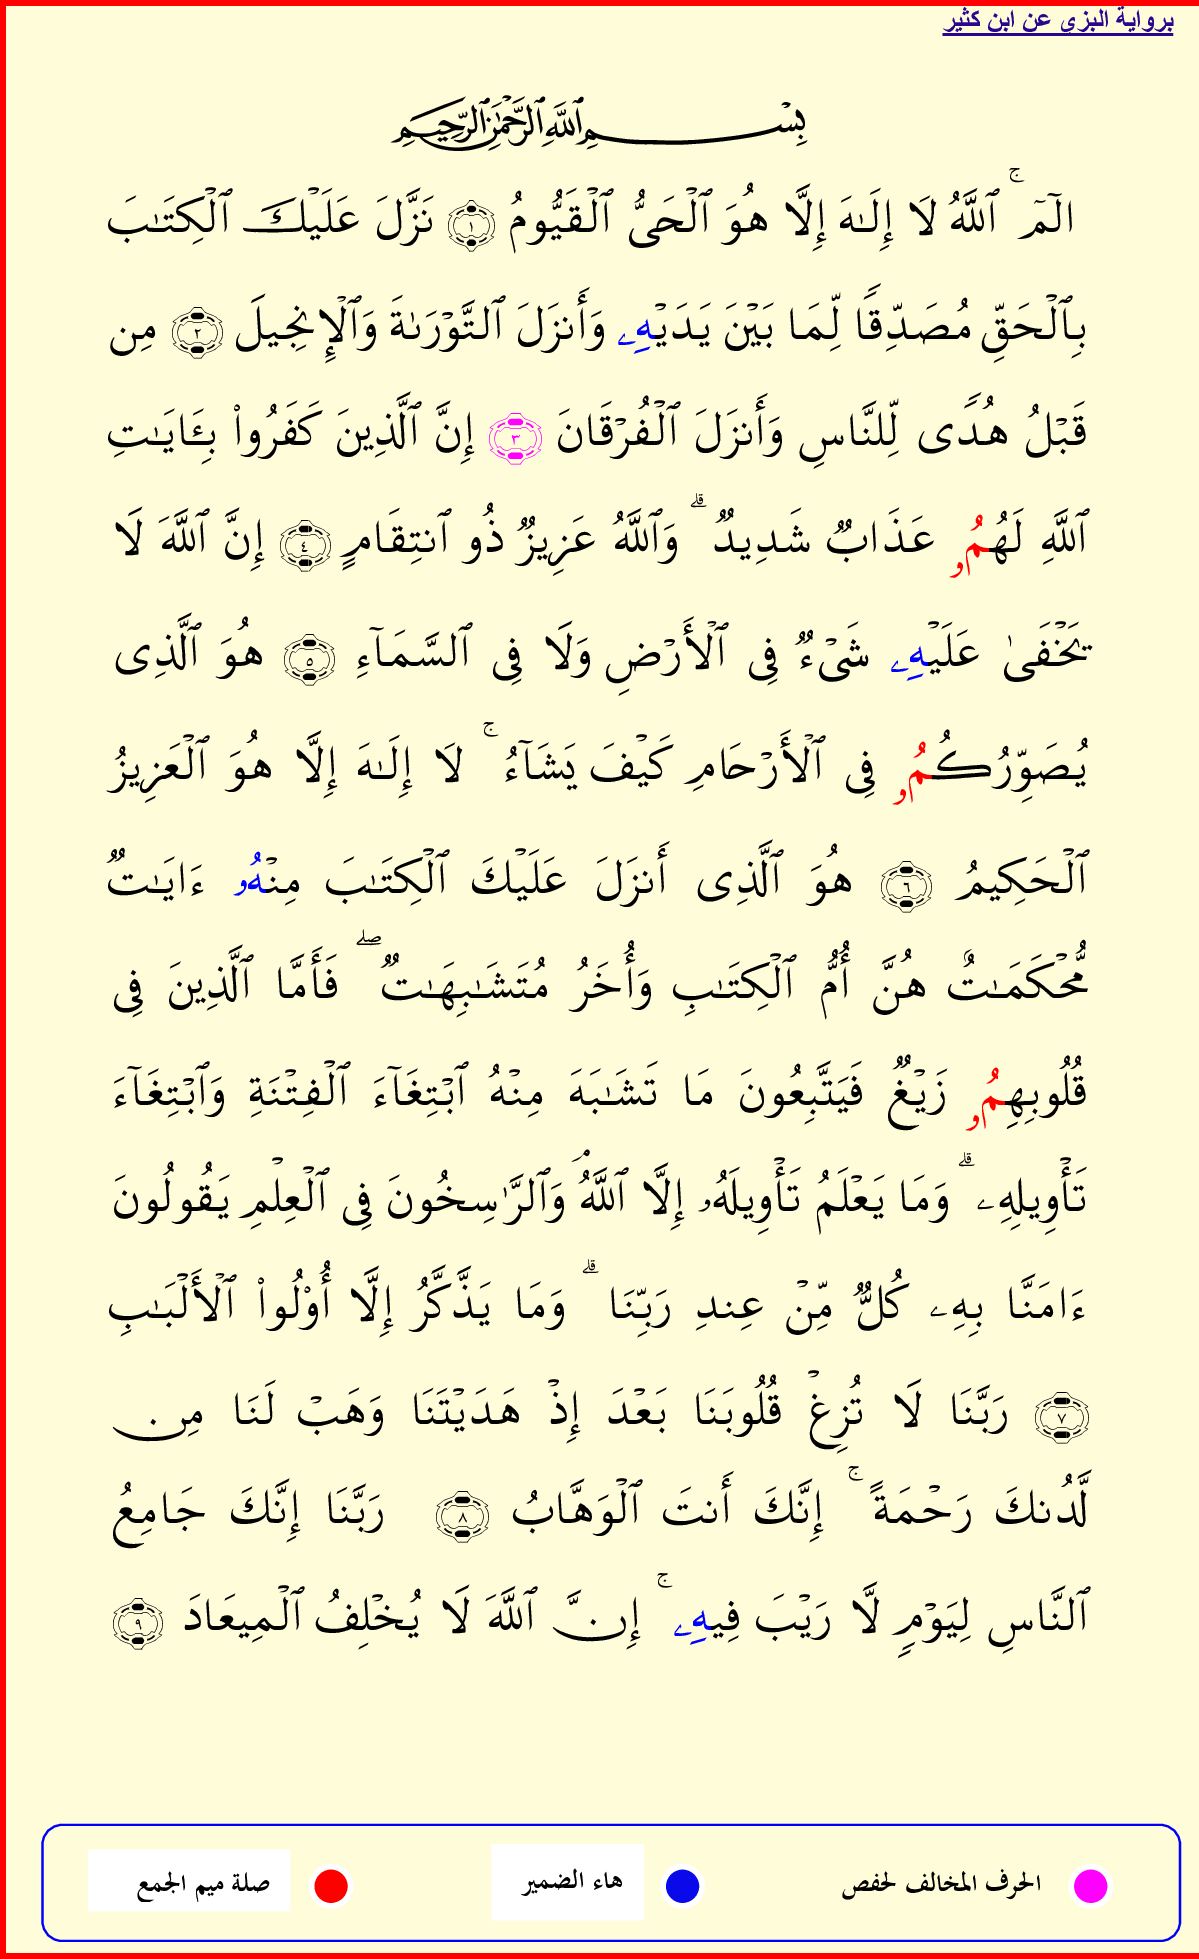 برواية البزى عن ابن كثير
بِسْمِ ٱللَّهِ ٱلرَّحْمَٰنِ ٱلرَّحِيمِ
الٓمٓ ۚ ٱللَّهُ لَا إِلَـٰهَ إِلَّا هُوَ ٱلْحَىُّ ٱلْقَيُّومُ ١ نَزَّلَ عَلَيْكَ ٱلْكِتَـٰبَ
بِٱلْحَقِّ مُصَدِّقًا لِّمَا بَيْنَ يَدَيْهِۦ وَأَنزَلَ ٱلتَّوْرَىٰةَ وَٱلْإِنجِيلَ ٢ مِن
قَبْلُ هُدًى لِّلنَّاسِ وَأَنزَلَ ٱلْفُرْقَانَ ٣ إِنَّ ٱلَّذِينَ كَفَرُوا۟ بِـَٔايَـٰتِ
ٱللَّهِ لَهُمُۥ عَذَابٌ شَدِيدٌ ۗ وَٱللَّهُ عَزِيزٌ ذُو ٱنتِقَامٍ ٤ إِنَّ ٱللَّهَ لَا
يَخْفَىٰ عَلَيْهِۦ شَىْءٌ فِى ٱلْأَرْضِ وَلَا فِى ٱلسَّمَآءِ ٥ هُوَ ٱلَّذِى
يُصَوِّرُكُمُۥ فِى ٱلْأَرْحَامِ كَيْفَ يَشَآءُ ۚ لَا إِلَـٰهَ إِلَّا هُوَ ٱلْعَزِيزُ
ٱلْحَكِيمُ ٦ هُوَ ٱلَّذِى أَنزَلَ عَلَيْكَ ٱلْكِتَـٰبَ مِنْهُۥ ءَايَـٰتٌ
مُّحْكَمَـٰتٌ هُنَّ أُمُّ ٱلْكِتَـٰبِ وَأُخَرُ مُتَشَـٰبِهَـٰتٌ ۖ فَأَمَّا ٱلَّذِينَ فِى
قُلُوبِهِمُۥ زَيْغٌ فَيَتَّبِعُونَ مَا تَشَـٰبَهَ مِنْهُ ٱبْتِغَآءَ ٱلْفِتْنَةِ وَٱبْتِغَآءَ
تَأْوِيلِهِۦ ۗ وَمَا يَعْلَمُ تَأْوِيلَهُۥ إِلَّا ٱللَّهُ ۘ وَٱلرَّٰسِخُونَ فِى ٱلْعِلْمِ يَقُولُونَ
ءَامَنَّا بِهِۦ كُلٌّ مِّنْ عِندِ رَبِّنَا ۗ وَمَا يَذَّكَّرُ إِلَّا أُو۟لُوا۟ ٱلْأَلْبَـٰبِ
٧ رَبَّنَا لَا تُزِغْ قُلُوبَنَا بَعْدَ إِذْ هَدَيْتَنَا وَهَبْ لَنَا مِن
لَّدُنكَ رَحْمَةً ۚ إِنَّكَ أَنتَ ٱلْوَهَّابُ ٨ رَبَّنَا إِنَّكَ جَامِعُ
ٱلنَّاسِ لِيَوْمٍ لَّا رَيْبَ فِيهِۦ ۚ إِنَّ ٱللَّهَ لَا يُخْلِفُ ٱلْمِيعَادَ ٩
الحرف المخالف لحفص هاء الضمير صلة ميم الجمع